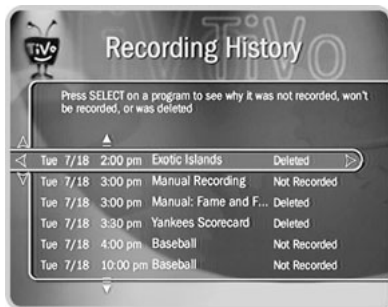 TiVo
Recording History
Press SELECT on a program to see why it was not recorded, won't
be recorded, or was deleted
Tue 7/18 2:00 pm Exotic Islands Deleted
Tue 7/18 3:00 pm Manual Recording Not Recorded
Tue 7/18 3:00 pm Manual: Fame and F... Deleted
Tue 7/18 3:30 pm Yankees Scorecard Deleted
Tue 7/18 4:00 pm Baseball Not Recorded
Tue 7/18 10:00 pm Baseball Not Recorded